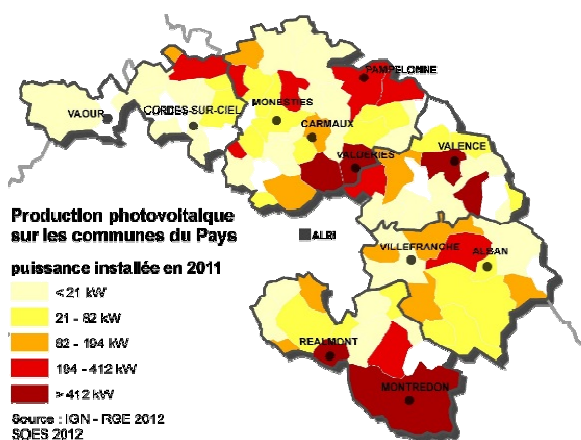 PAMPELONNE
VAOUR
CORDES-SUR-CIEL
MONESTIES
CARMAUX
VALDERIES
VALENCE
Production photovoltaïque
sur les communes du Pays
ALBI
VILLEFRANCHE
ALBAN
puissance installée en 2011
< 21 kW
21 - 82 kW
82 - 194 kW
194 - 412 kW
> 412 kW
REALMONT
MONTREDON
Source : IGN - RGE 2012
SOES 2012